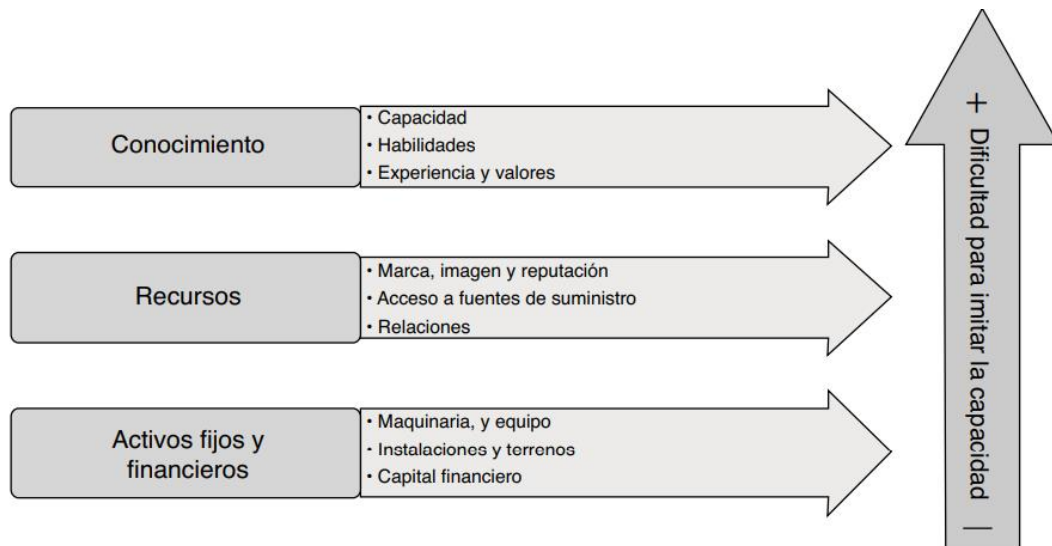 Conocimiento
• Capacidad
• Habilidades
• Experiencia y valores
Recursos
• Marca, imagen y reputación
• Acceso a fuentes de suministro
• Relaciones
Activos fijos y
financieros
• Maquinaria, y equipo
• Instalaciones y terrenos
• Capital financiero
+ Dificultad para imitar la capacidad –